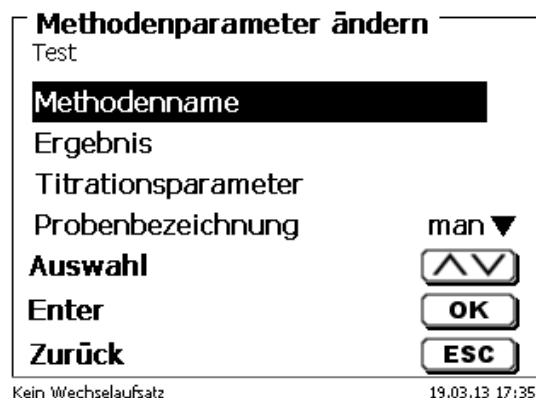 Methodenparameter ändern
Test
Methodenname
Ergebnis
Titrationsparameter
Probenbezeichnung man ▼
Auswahl
Enter OK
Zurück ESC
Kein Wechselaufsatz 19.03.13 17:35